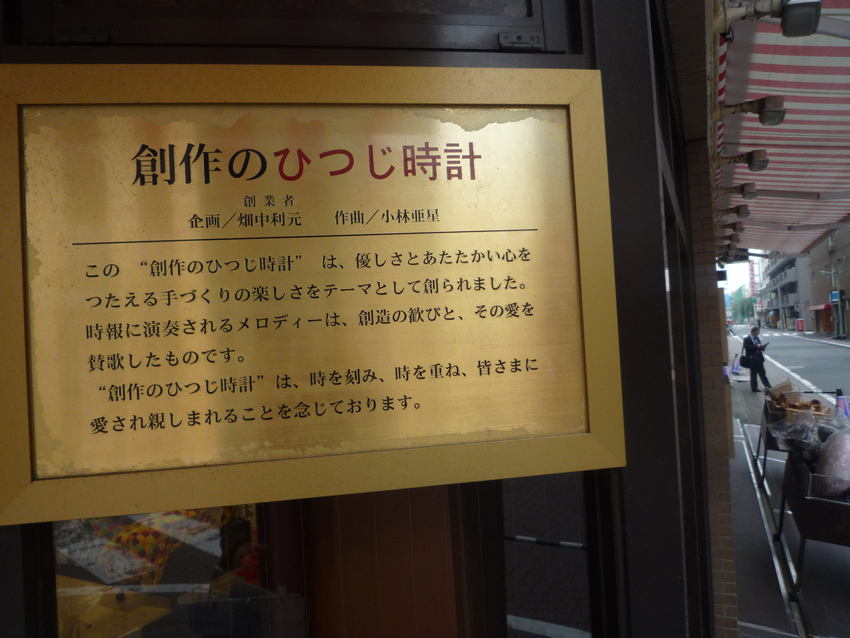 創作のひつじ時計
創業者
企画／畑中利元 作曲／小林亜星
この “創作のひつじ時計” は、優しさとあたたかい心を
つたえる手づくりの楽しさをテーマとして創られました。
時報に演奏されるメロディーは、創造の歓びと、その愛を
賛歌したものです。
“創作のひつじ時計” は、時を刻み、時を重ね、皆さまに
愛され親しまれることを念じております。